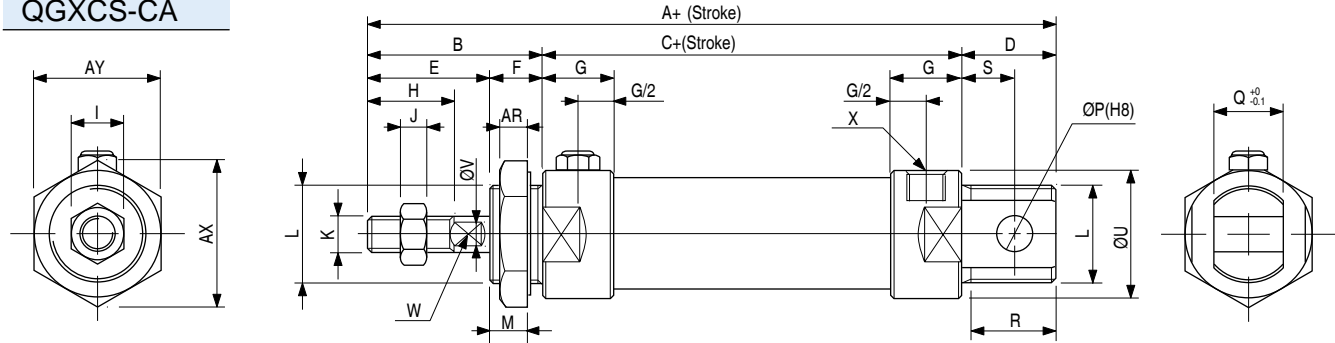 QGXCS-CA
A+ (Stroke)
B C+(Stroke) D
AY E F G G S
H G/2 G/2 Q +0 -0.1
I J AR X ØP(H8)
ØV
AX L K L ØU
W M R